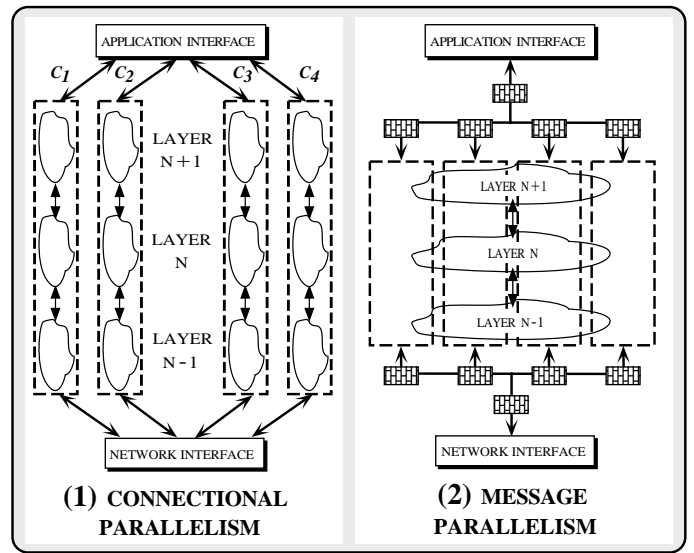 APPLICATION INTERFACE
C1 C2 C3 C4
LAYER
N+1
LAYER
N
LAYER
N-1
NETWORK INTERFACE
(1) CONNECTIONAL
PARALLELISM
APPLICATION INTERFACE
LAYER N+1
LAYER N
LAYER N-1
NETWORK INTERFACE
(2) MESSAGE
PARALLELISM